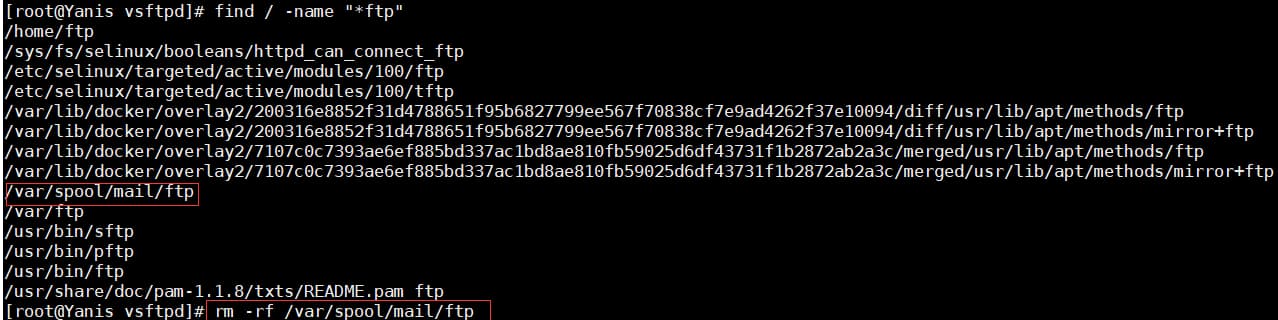 [root@Yanis vsftpd]# find / -name "*ftp"
/home/ftp
/sys/fs/selinux/booleans/httpd_can_connect_ftp
/etc/selinux/targeted/active/modules/100/ftp
/etc/selinux/targeted/active/modules/100/tftp
/var/lib/docker/overlay2/200316e8852f31d4788651f95b6827799ee567f70838cf7e9ad4262f37e10094/diff/usr/lib/apt/methods/ftp
/var/lib/docker/overlay2/200316e8852f31d4788651f95b6827799ee567f70838cf7e9ad4262f37e10094/diff/usr/lib/apt/methods/mirror+ftp
/var/lib/docker/overlay2/7107c0c7393ae6ef885bd337ac1bd8ae810fb59025d6df43731f1b2872ab2a3c/merged/usr/lib/apt/methods/ftp
/var/lib/docker/overlay2/7107c0c7393ae6ef885bd337ac1bd8ae810fb59025d6df43731f1b2872ab2a3c/merged/usr/lib/apt/methods/mirror+ftp
/var/spool/mail/ftp
/var/ftp
/usr/bin/sftp
/usr/bin/pftp
/usr/bin/ftp
/usr/share/doc/pam-1.1.8/txts/README.pam_ftp
[root@Yanis vsftpd]# rm -rf /var/spool/mail/ftp